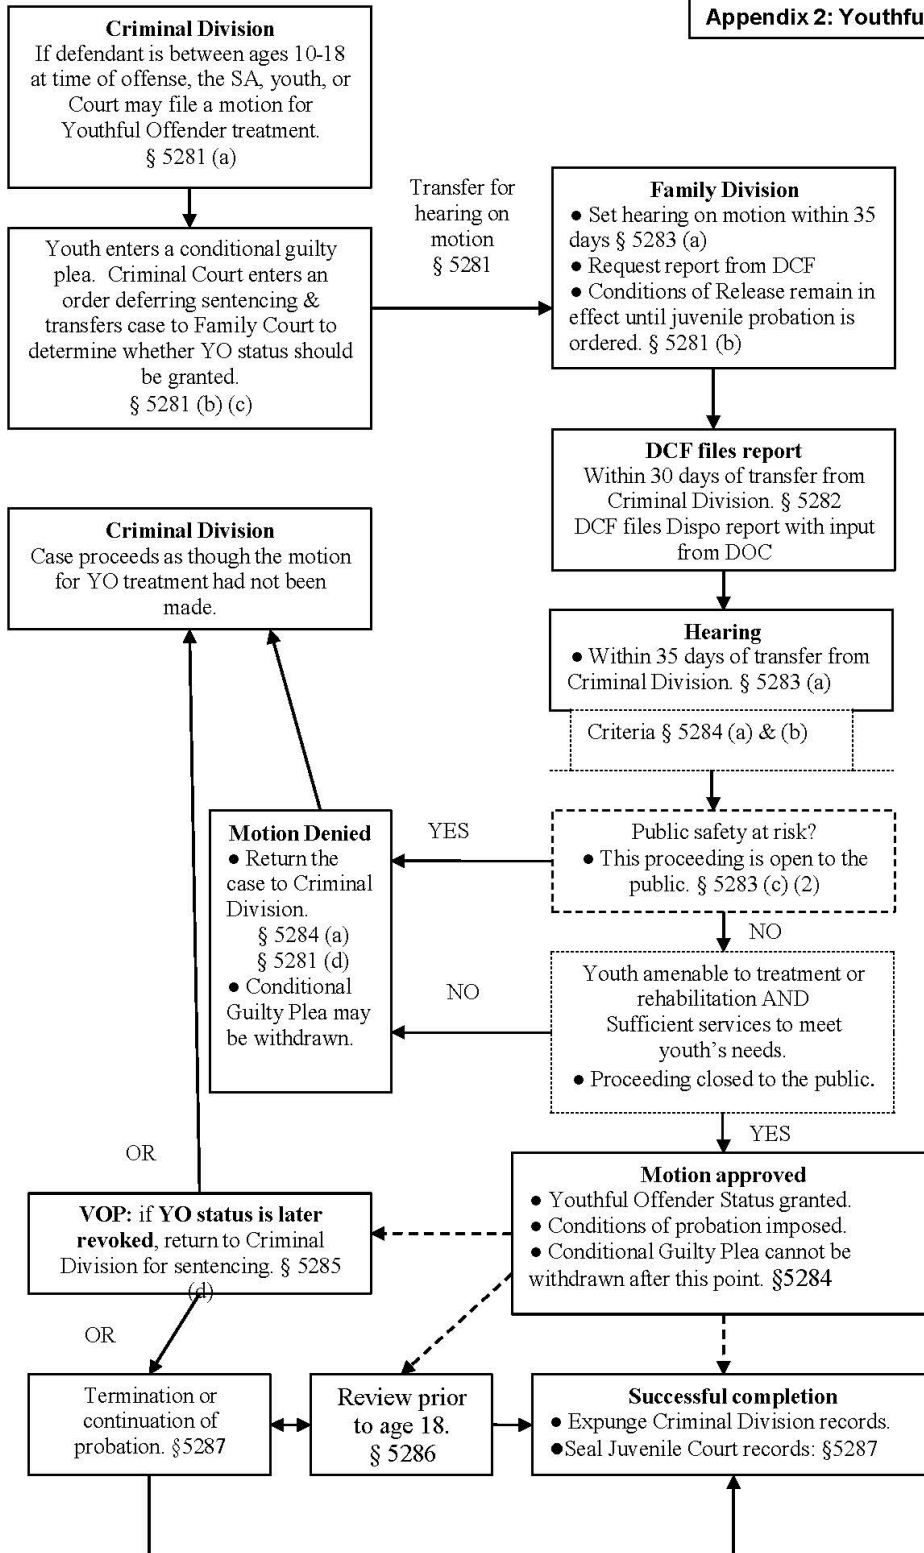 Appendix 2: Youthfu
Criminal Division
If defendant is between ages 10-18
at time of offense, the SA, youth, or
Court may file a motion for
Youthful Offender treatment.
§ 5281 (a)
Transfer for
hearing on
motion
§ 5281
Family Division
● Set hearing on motion within 35
days § 5283 (a)
● Request report from DCF
● Conditions of Release remain in
effect until juvenile probation is
ordered. § 5281 (b)
Youth enters a conditional guilty
plea. Criminal Court enters an
order deferring sentencing &
transfers case to Family Court to
determine whether YO status should
be granted.
§ 5281 (b) (c)
DCF files report
Within 30 days of transfer from
Criminal Division. § 5282
DCF files Dispo report with input
from DOC
Criminal Division
Case proceeds as though the motion
for YO treatment had not been
made.
Hearing
● Within 35 days of transfer from
Criminal Division. § 5283 (a)
Criteria § 5284 (a) & (b)
Motion Denied
● Return the
case to Criminal
Division.
§ 5284 (a)
§ 5281 (d)
● Conditional
Guilty Plea may
be withdrawn.
YES
Public safety at risk?
● This proceeding is open to the
public. § 5283 (c) (2)
NO
NO
Youth amenable to treatment or
rehabilitation AND
Sufficient services to meet
youth’s needs.
● Proceeding closed to the public.
YES
OR
Motion approved
● Youthful Offender Status granted.
● Conditions of probation imposed.
● Conditional Guilty Plea cannot be
withdrawn after this point. §5284
VOP: if YO status is later
revoked, return to Criminal
Division for sentencing. § 5285
(d)
OR
Termination or
continuation of
probation. §5287
Review prior
to age 18.
§ 5286
Successful completion
● Expunge Criminal Division records.
●Seal Juvenile Court records: §5287